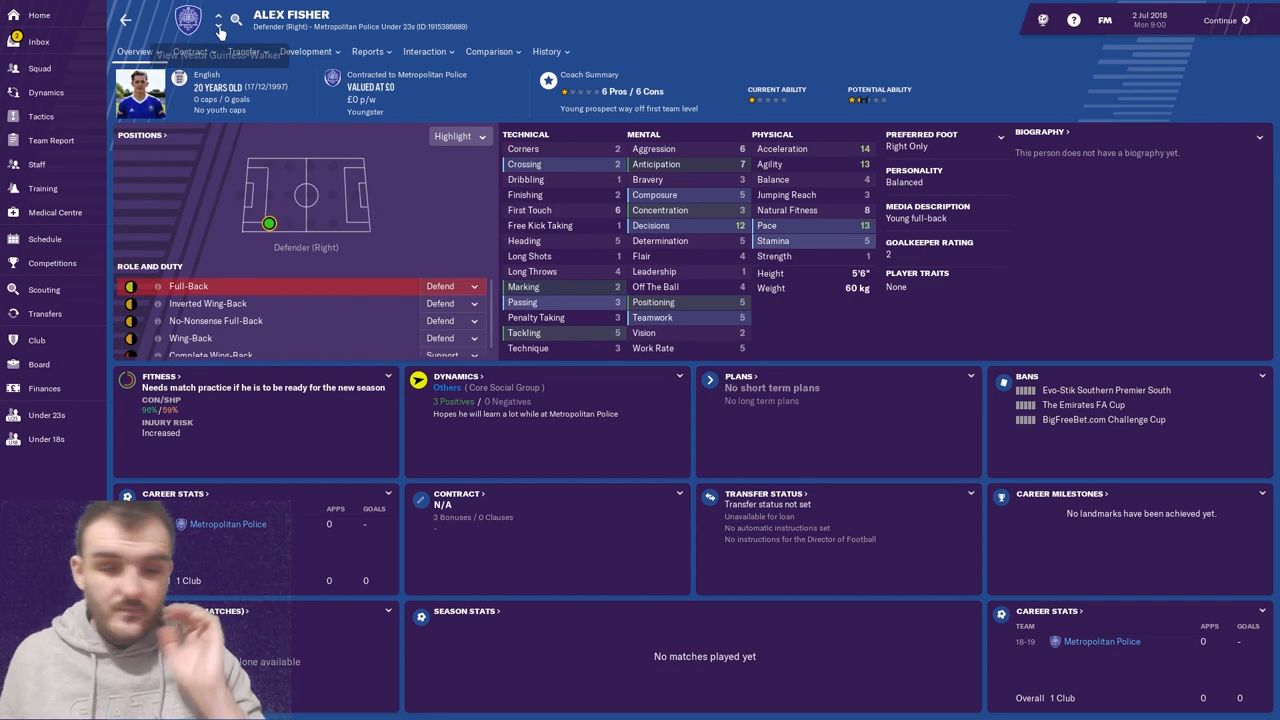 Home
2
Inbox
Squad
Dynamics
Tactics
Team Report
Staff
Training
Medical Centre
Schedule
Competitions
Scouting
Transfers
Club
Board
Finances
Under 23s
Under 18s
ALEX FISHER
Defender (Right) - Metropolitan Police Under 23s (ID:1915386889)
FM
2 Jul 2018
Mon 9:00
Continue
Overview Contract Transfer Development Reports Interaction Comparison History
View Nesta Guiness-Walker
English
20 YEARS OLD (17/12/1997)
0 caps / 0 goals
No youth caps
Contracted to Metropolitan Police
VALUED AT £0
£0 p/w
Youngster
Coach Summary
6 Pros / 6 Cons
Young prospect way off first team level
CURRENT ABILITY
POTENTIAL ABILITY
POSITIONS
Highlight
Defender (Right)
ROLE AND DUTY
Full-Back Defend
Inverted Wing-Back Defend
No-Nonsense Full-Back Defend
Wing-Back Defend
Complete Wing-Back Support
TECHNICAL
Corners 2
Crossing 2
Dribbling 1
Finishing 2
First Touch 6
Free Kick Taking 1
Heading 5
Long Shots 1
Long Throws 4
Marking 2
Passing 3
Penalty Taking 3
Tackling 5
Technique 3
MENTAL
Aggression 6
Anticipation 7
Bravery 3
Composure 5
Concentration 3
Decisions 12
Determination 5
Flair 4
Leadership 1
Off The Ball 4
Positioning 5
Teamwork 5
Vision 2
Work Rate 5
PHYSICAL
Acceleration 14
Agility 13
Balance 4
Jumping Reach 3
Natural Fitness 8
Pace 13
Stamina 5
Strength 1
Height 5'6"
Weight 60 kg
PREFERRED FOOT
Right Only
PERSONALITY
Balanced
MEDIA DESCRIPTION
Young full-back
GOALKEEPER RATING
2
PLAYER TRAITS
None
BIOGRAPHY
This person does not have a biography yet.
FITNESS
Needs match practice if he is to be ready for the new season
CON/SHP
96%/59%
INJURY RISK
Increased
DYNAMICS
Others (Core Social Group)
3 Positives / 0 Negatives
Hopes he will learn a lot while at Metropolitan Police
PLANS
No short term plans
No long term plans
BANS
Evo-Stik Southern Premier South
The Emirates FA Cup
BigFreeBet.com Challenge Cup
CAREER STATS
APPS GOALS
Metropolitan Police 0 -
1 Club 0 0
CONTRACT
N/A
3 Bonuses / 0 Clauses
-
TRANSFER STATUS
Transfer status not set
Unavailable for loan
No automatic instructions set
No instructions for the Director of Football
CAREER MILESTONES
No landmarks have been achieved yet.
MATCHES)
one available
SEASON STATS
No matches played yet
CAREER STATS
TEAM APPS GOALS
18-19 Metropolitan Police 0 -
Overall 1 Club 0 0